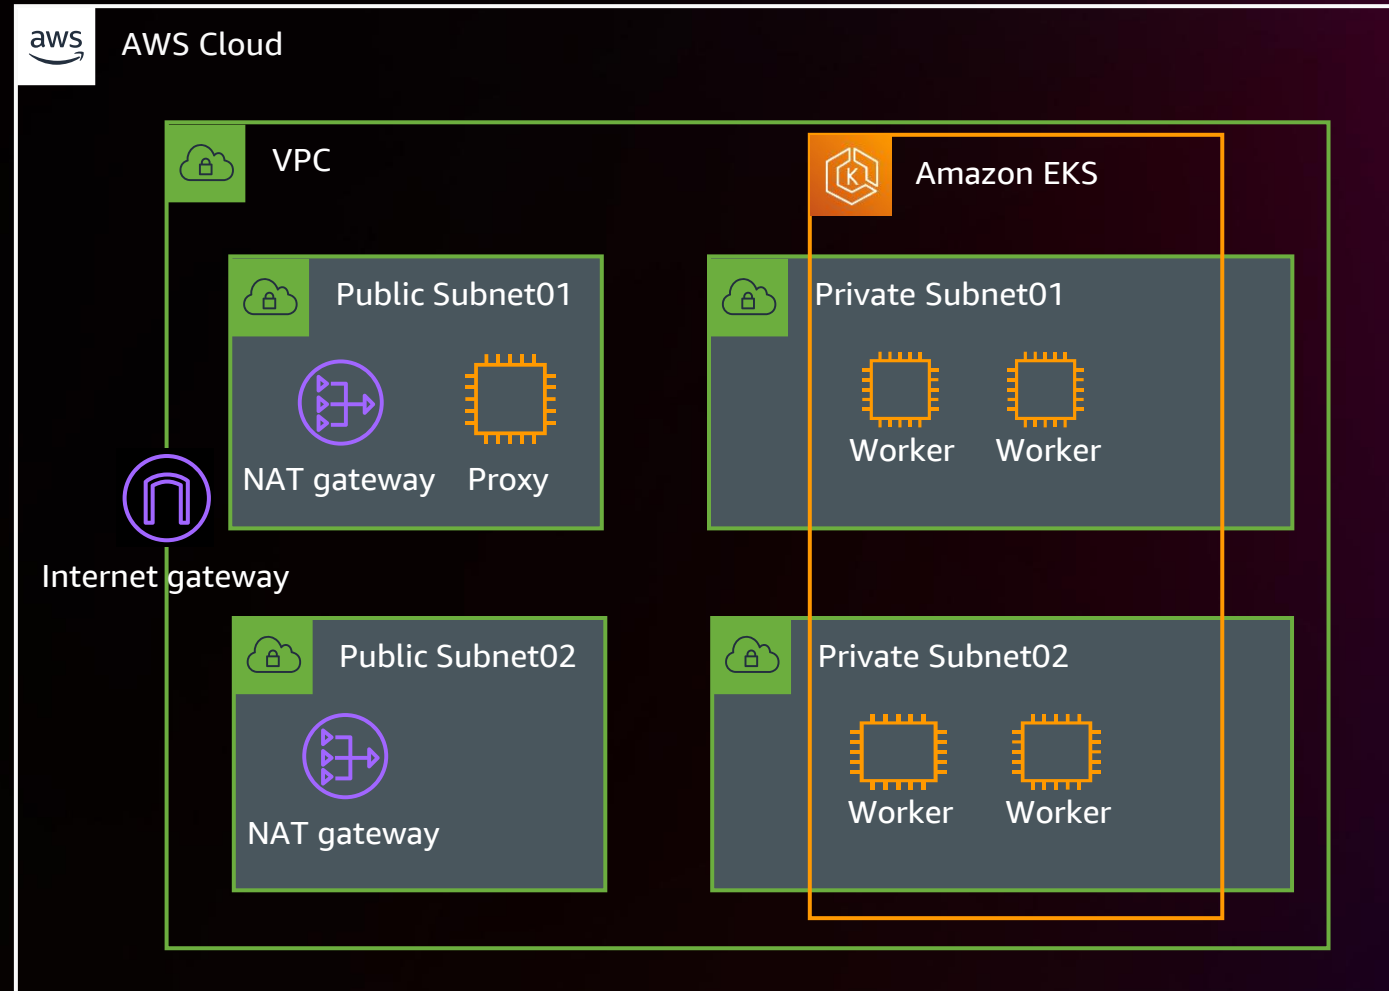 aws
AWS Cloud
VPC
Amazon EKS
Public Subnet01
NAT gateway
Proxy
Private Subnet01
Worker
Worker
Internet gateway
Public Subnet02
NAT gateway
Private Subnet02
Worker
Worker